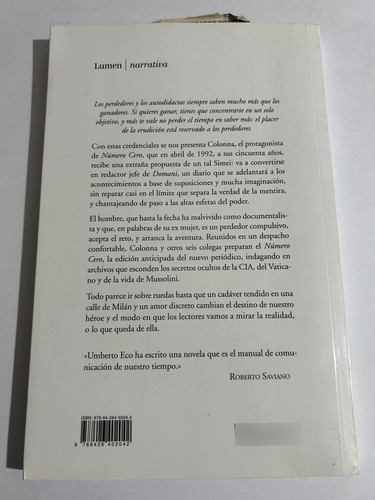 Lumen | narrativa
Los perdedores y los autodidactas siempre saben mucho más que los
ganadores. Si quieres ganar, tienes que concentrarte en un solo
objetivo, y más te vale no perder el tiempo en saber más: el placer
de la erudición está reservado a los perdedores.
Con estas credenciales se nos presenta Colonna, el protagonista
de Número Cero, que en abril de 1992, a sus cincuenta años,
recibe una extraña propuesta de un tal Simei: va a convertirse
en redactor jefe de Domani, un diario que se adelantará a los
acontecimientos a base de suposiciones y mucha imaginación,
sin reparar casi en el límite que separa la verdad de la mentira,
y chantajeando de paso a las altas esferas del poder.
El hombre, que hasta la fecha ha malvivido como documentalis-
ta y que, en palabras de su ex mujer, es un perdedor compulsivo,
acepta el reto, y arranca la aventura. Reunidos en un despacho
confortable, Colonna y otros seis colegas preparan el Número
Cero, la edición anticipada del nuevo periódico, indagando en
archivos que esconden los secretos ocultos de la CIA, del Vatica-
no y de la vida de Mussolini.
Todo parece ir sobre ruedas hasta que un cadáver tendido en una
calle de Milán y un amor discreto cambian el destino de nuestro
héroe y el modo en que los lectores vamos a mirar la realidad,
o lo que queda de ella.
«Umberto Eco ha escrito una novela que es el manual de comu-
nicación de nuestro tiempo.»
ROBERTO SAVIANO
ISBN: 978-84-264-0204-2
9 788426 402042